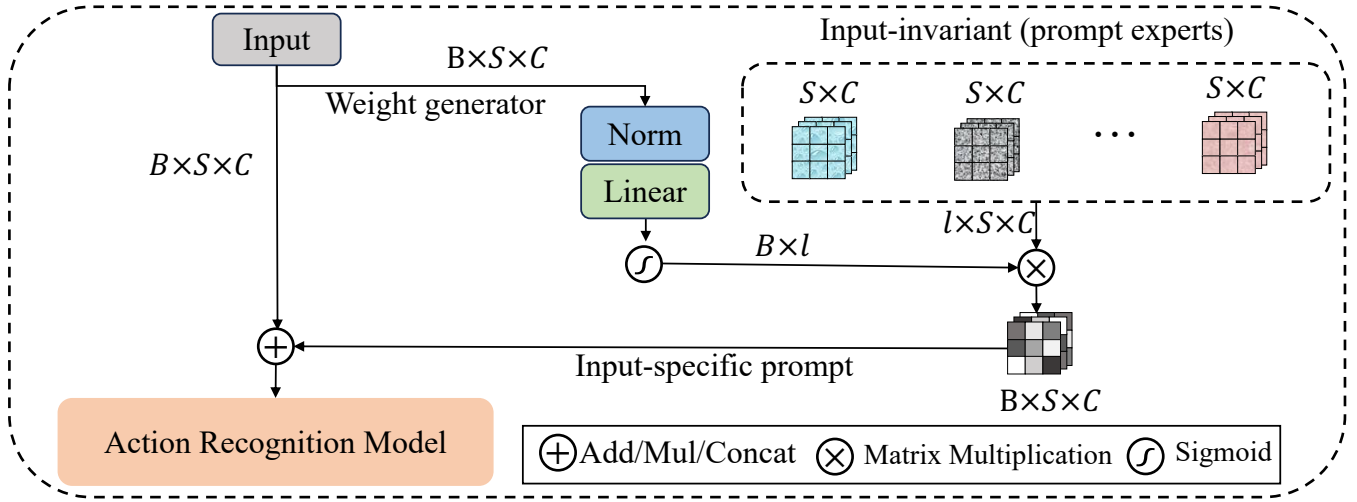 Input
Input-invariant (prompt experts)
B×S×C
Weight generator
S×C
S×C
S×C
...
Norm
B×S×C
Linear
l×S×C
B×l
Input-specific prompt
B×S×C
Action Recognition Model
Add/Mul/Concat
Matrix Multiplication
Sigmoid